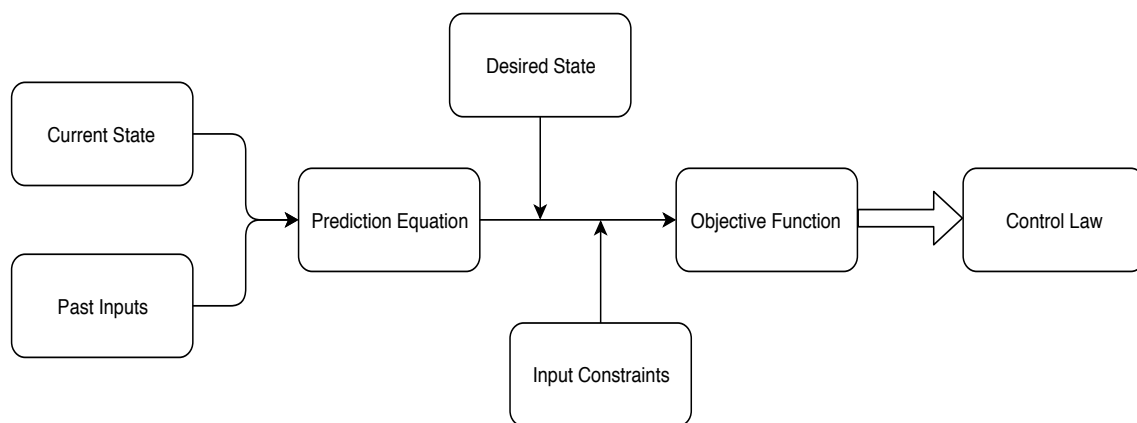 Desired State
Current State
Prediction Equation
Objective Function
Control Law
Past Inputs
Input Constraints